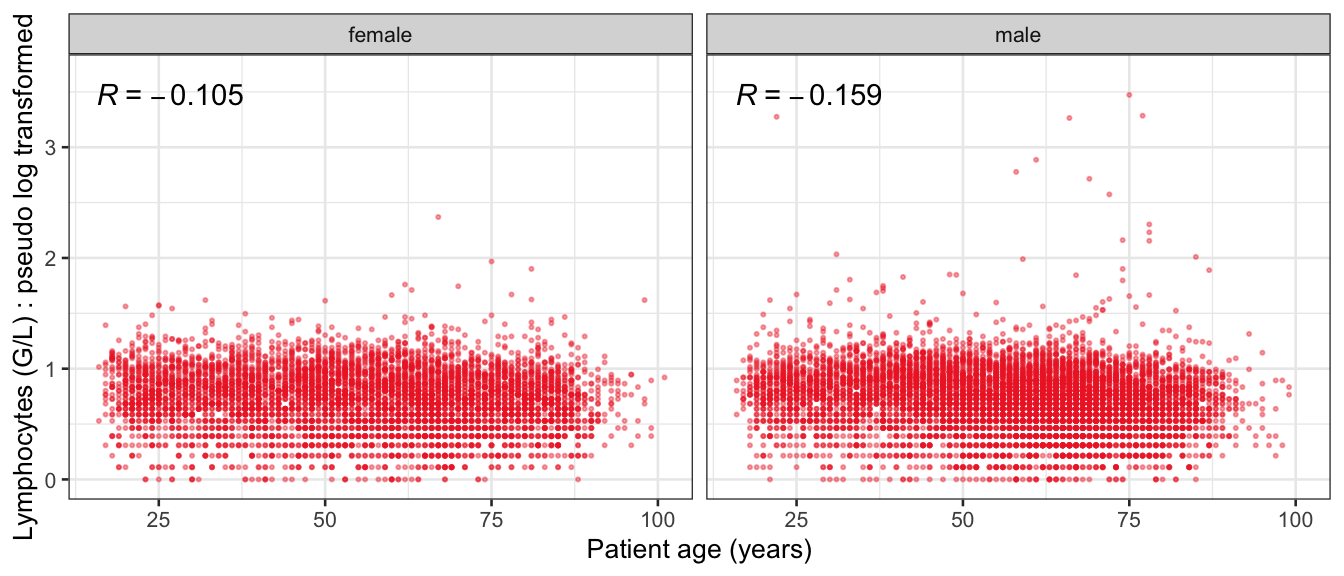 female
male
Lymphocytes (G/L) : pseudo log transformed
R = −0.105
R = −0.159
3
2
1
0
25 50 75 100
25 50 75 100
Patient age (years)